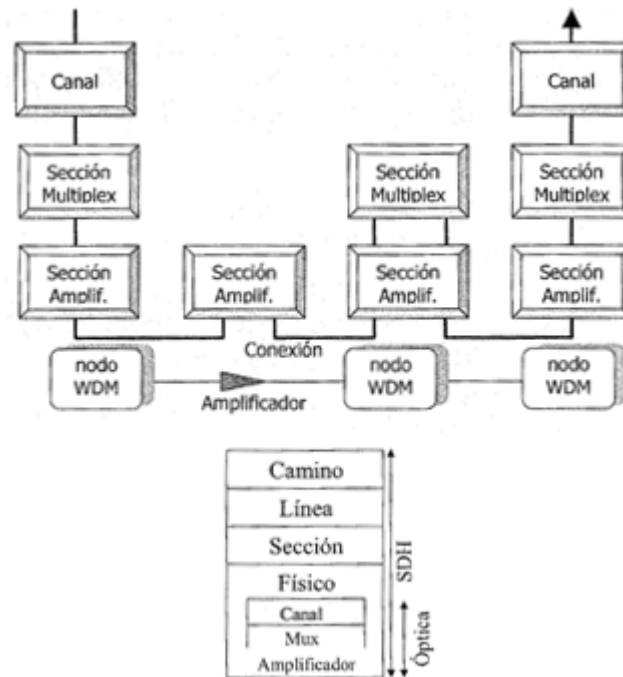 Canal
Canal
Sección
Multiplex
Sección
Multiplex
Sección
Multiplex
Sección
Amplif.
Sección
Amplif.
Sección
Amplif.
Sección
Amplif.
Conexión
nodo
WDM
Amplificador
nodo
WDM
nodo
WDM
Camino
Línea
Sección
Físico
Canal
Mux
Amplificador
SDH
Óptica